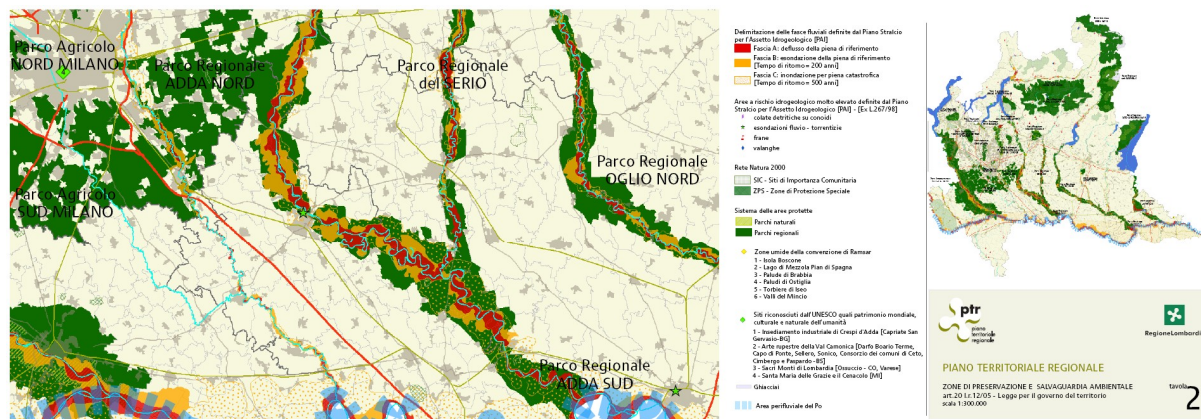 Parco Agricolo
NORD MILANO
Parco Regionale
ADDA NORD
Parco Regionale
del SERIO
Parco Regionale
OGLIO NORD
Parco Agricolo
SUD MILANO
Parco Regionale
ADDA SUD
Delimitazione delle fasce fluviali definite dal Piano Stralcio
per l'Assetto Idrogeologico [PAI]
Fascia A: deflusso della piena di riferimento
Fascia B: esondazione della piena di riferimento
[Tempo di ritorno= 200 anni]
Fascia C: inondazione per piena catastrofica
[Tempo di ritorno= 500 anni]
Aree a rischio idrogeologico molto elevato definite dal Piano
Stralcio per l'Assetto Idrogeologico [PAI] - [Ex L.267/98]
colate detritiche su conoidi
esondazioni fluvio - torrentizie
frane
valanghe
Rete Natura 2000
SIC - Siti di Importanza Comunitaria
ZPS - Zone di Protezione Speciale
Sistema delle aree protette
Parchi naturali
Parchi regionali
Zone umide della convenzione di Ramsar
1 - Isola Boscone
2 - Lago di Mezzola Pian di Spagna
3 - Palude di Brabbia
4 - Paludi di Ostiglia
5 - Torbiere di Iseo
6 - Valli del Mincio
Siti riconosciuti dall'UNESCO quali patrimonio mondiale,
culturale e naturale dell'umanità
1 - Insediamento industriale di Crespi d'Adda [Capriate San
Gervasio-BG]
2 - Arte rupestre della Val Camonica [Darfo Boario Terme,
Capo di Ponte, Sellero, Sonico, Consorzio dei comuni di Ceto,
Cimbergo e Paspardo -BS]
3 - Sacri Monti di Lombardia [Ossuccio - CO, Varese]
4 - Santa Maria delle Grazie e il Cenacolo [MI]
Ghiacciai
Area perifluviale del Po
ptr
piano
territoriale
regionale
RegioneLombardi
PIANO TERRITORIALE REGIONALE
ZONE DI PRESERVAZIONE E SALVAGUARDIA AMBIENTALE
art.20 l.r.12/05 - Legge per il governo del territorio
scala 1:300.000
tavola
2